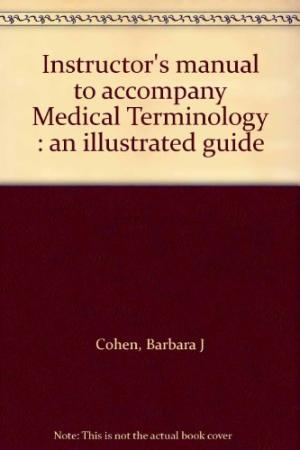 Instructor's manual
to accompany
Medical Terminology
: an illustrated guide
Cohen, Barbara J
Note: This is not the actual book cover